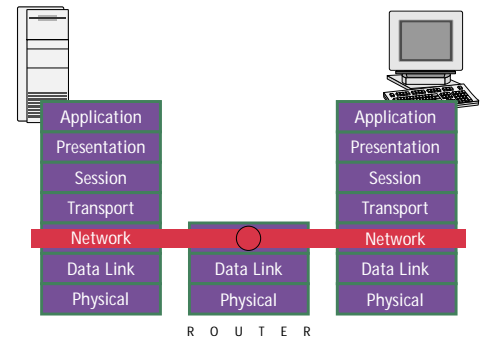 Application Application
Presentation Presentation
Session Session
Transport Transport
Network Network
Data Link Data Link Data Link
Physical Physical Physical
R O U T E R